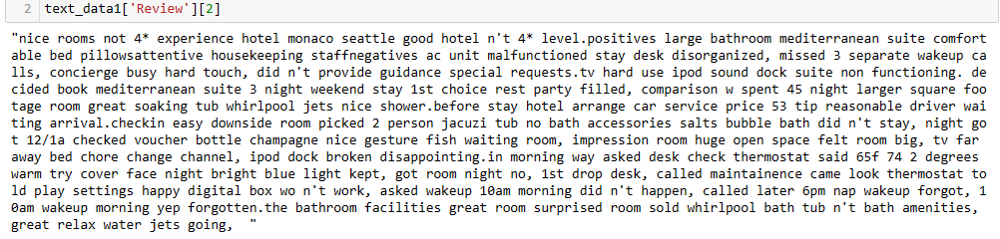 2 text_data1['Review'][2]
"nice rooms not 4* experience hotel monaco seattle good hotel n't 4* level.positives large bathroom mediterranean suite comfort
able bed pillowsattentive housekeeping staffnegatives ac unit malfunctioned stay desk disorganized, missed 3 separate wakeup ca
lls, concierge busy hard touch, did n't provide guidance special requests.tv hard use ipod sound dock suite non functioning. de
cided book mediterranean suite 3 night weekend stay 1st choice rest party filled, comparison w spent 45 night larger square foo
tage room great soaking tub whirlpool jets nice shower.before stay hotel arrange car service price 53 tip reasonable driver wai
ting arrival.checkin easy downside room picked 2 person jacuzi tub no bath accessories salts bubble bath did n't stay, night go
t 12/1a checked voucher bottle champagne nice gesture fish waiting room, impression room huge open space felt room big, tv far
away bed chore change channel, ipod dock broken disappointing.in morning way asked desk check thermostat said 65f 74 2 degrees
warm try cover face night bright blue light kept, got room night no, 1st drop desk, called maintainence came look thermostat to
ld play settings happy digital box wo n't work, asked wakeup 10am morning did n't happen, called later 6pm nap wakeup forgot, 1
0am wakeup morning yep forgotten.the bathroom facilities great room surprised room sold whirlpool bath tub n't bath amenities,
great relax water jets going,  "